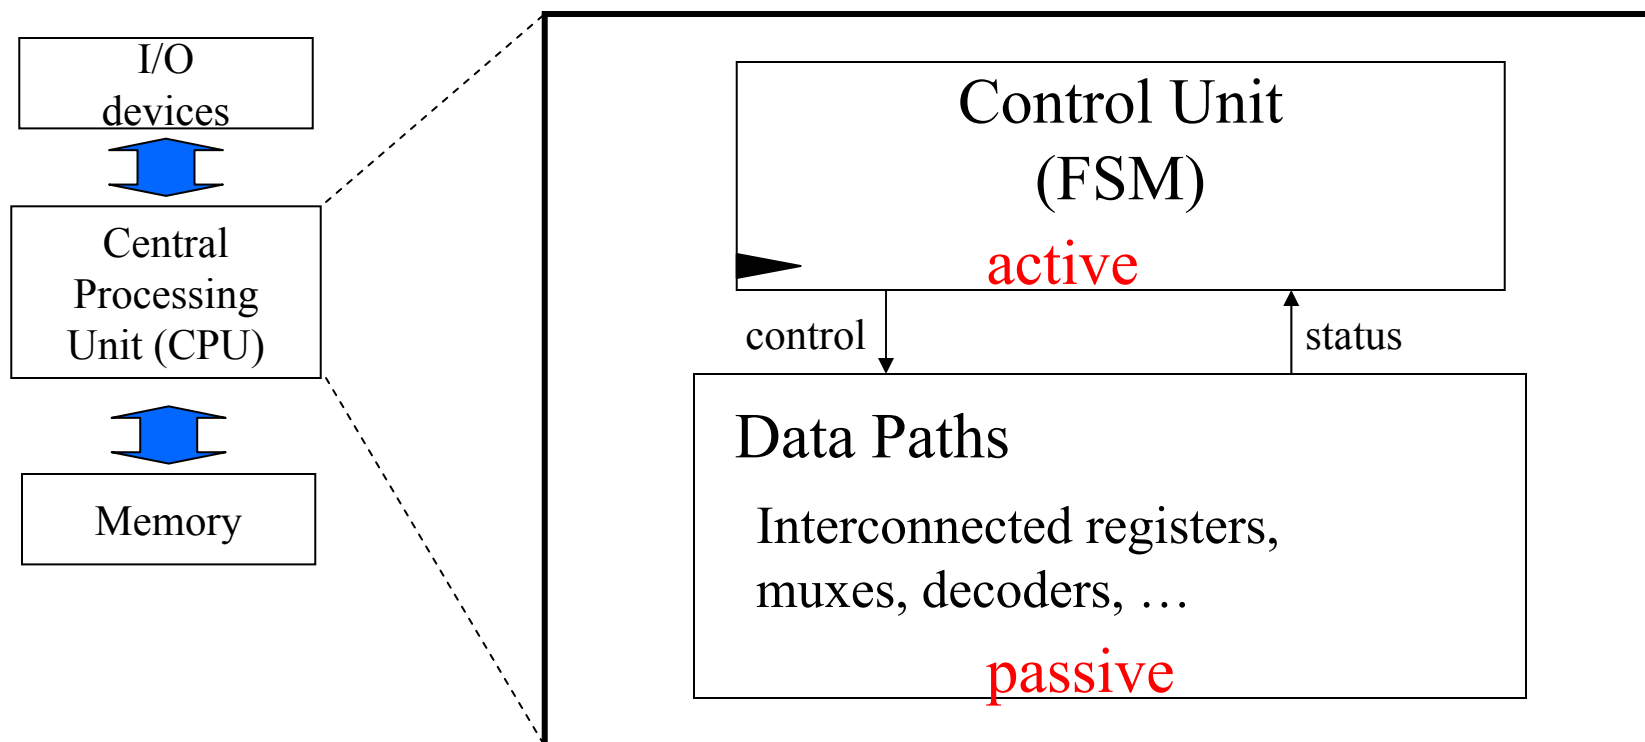 I/O
devices
Central
Processing
Unit (CPU)
Memory
Control Unit
(FSM)
active
control
status
Data Paths
Interconnected registers,
muxes, decoders, …
passive